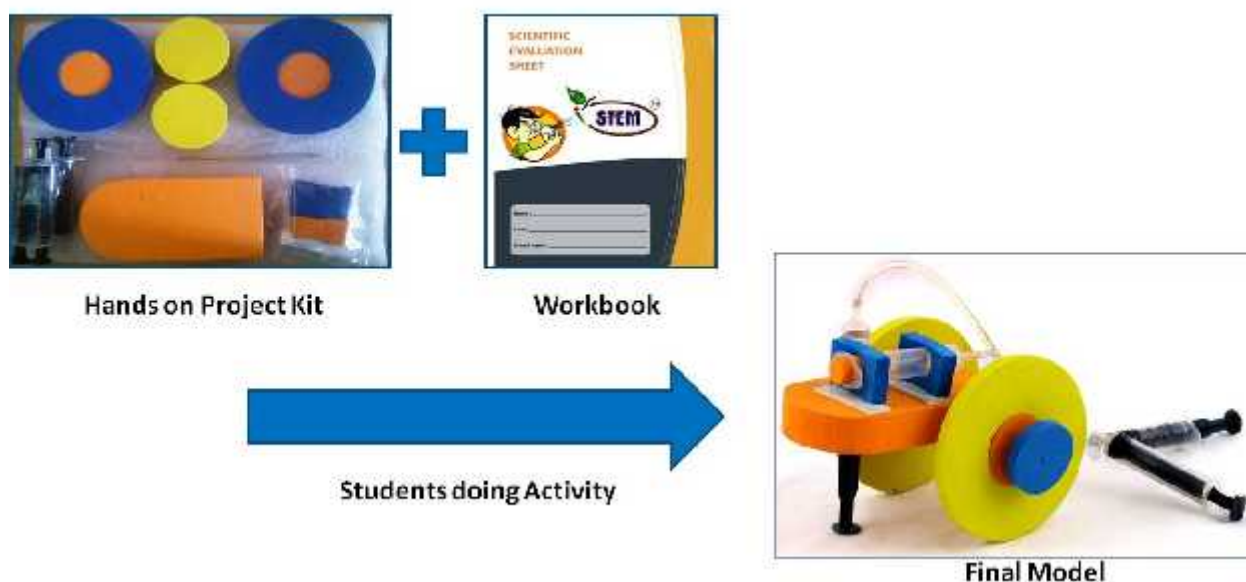 SCIENTIFIC
EVALUATION
SHEET
STEM
Hands on Project Kit
Workbook
Students doing Activity
Final Model